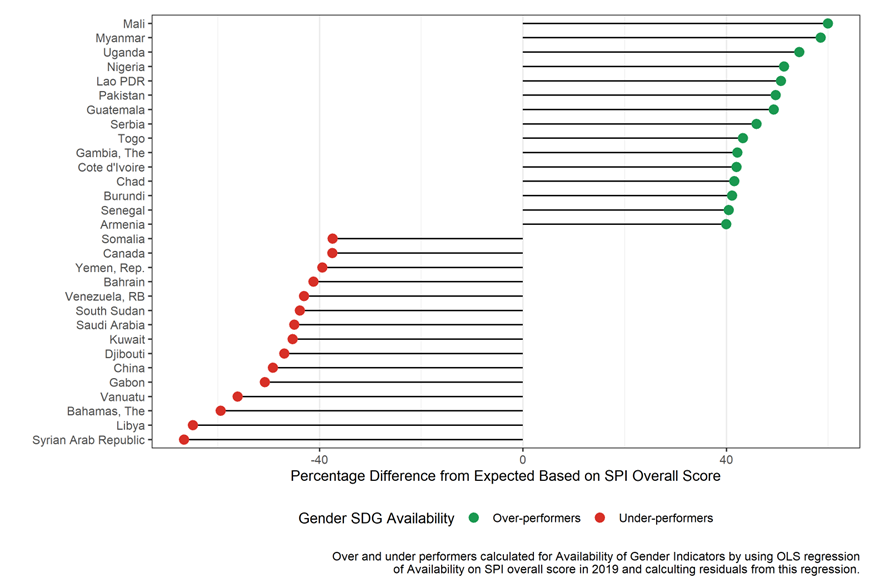 Mali
Myanmar
Uganda
Nigeria
Lao PDR
Pakistan
Guatemala
Serbia
Togo
Gambia, The
Cote d'Ivoire
Chad
Burundi
Senegal
Armenia
Somalia
Canada
Yemen, Rep.
Bahrain
Venezuela, RB
South Sudan
Saudi Arabia
Kuwait
Djibouti
China
Gabon
Vanuatu
Bahamas, The
Libya
Syrian Arab Republic
-40 0 40
Percentage Difference from Expected Based on SPI Overall Score
Gender SDG Availability Over-performers Under-performers
Over and under performers calculated for Availability of Gender Indicators by using OLS regression
of Availability on SPI overall score in 2019 and calculting residuals from this regression.